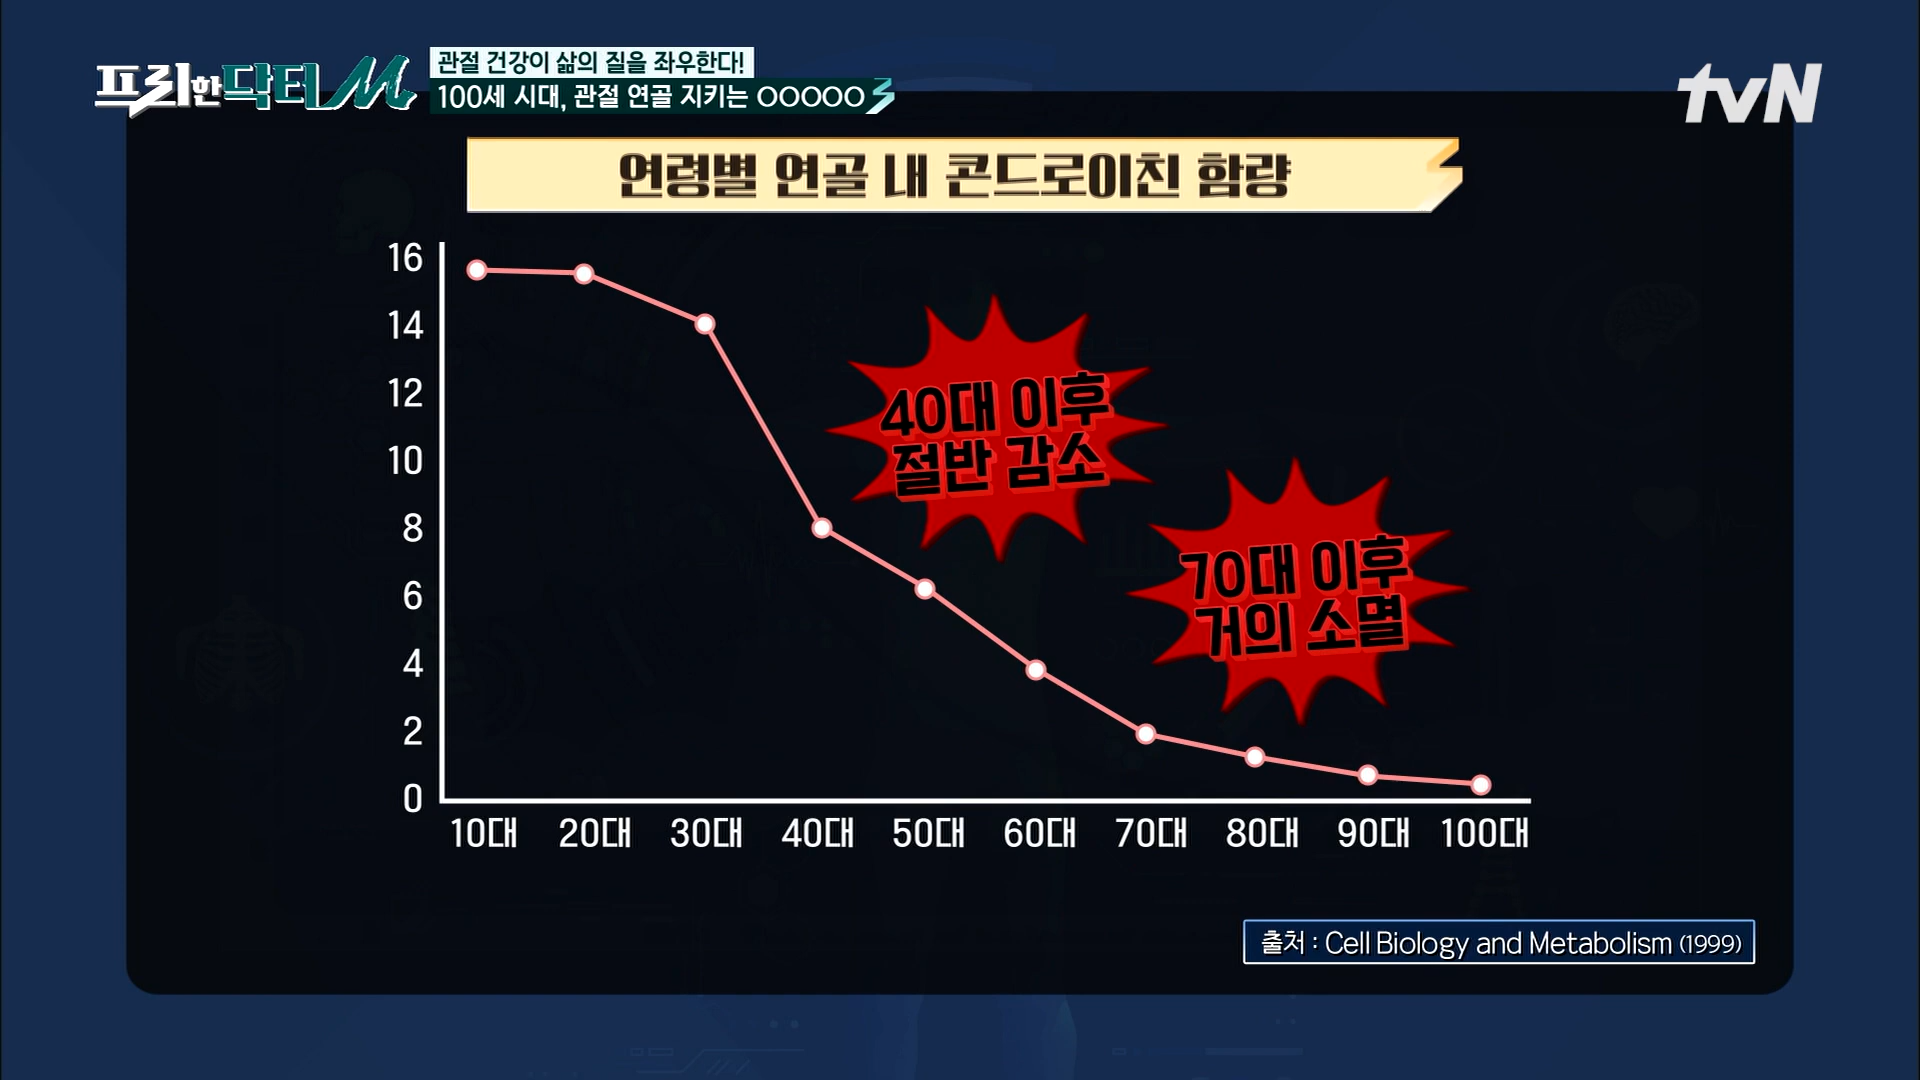 프리한닥터M
관절 건강이 삶의 질을 좌우한다!
100세 시대, 관절 연골 지키는 OOOOO
tvN
연령별 연골 내 콘드로이친 함량
16
14
12
10
8
6
4
2
0
40대 이후
절반 감소
70대 이후
거의 소멸
10대 20대 30대 40대 50대 60대 70대 80대 90대 100대
출처 : Cell Biology and Metabolism (1999)